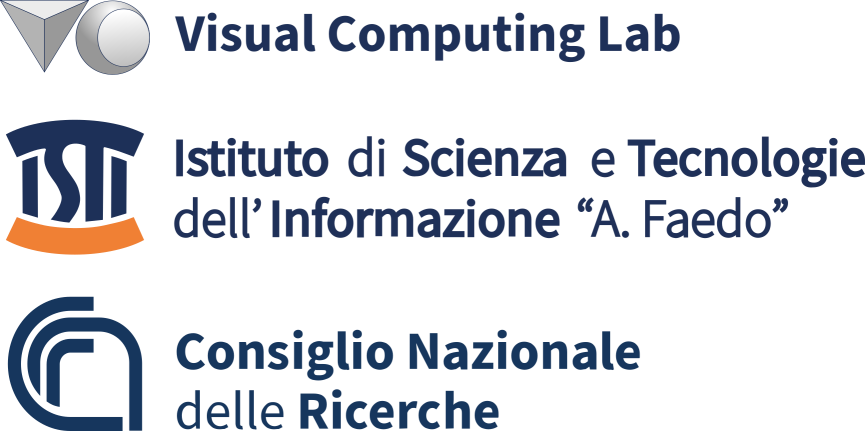 Visual Computing Lab
ISTI
Istituto di Scienza e Tecnologie
dell’ Informazione “A. Faedo”
Consiglio Nazionale
delle Ricerche